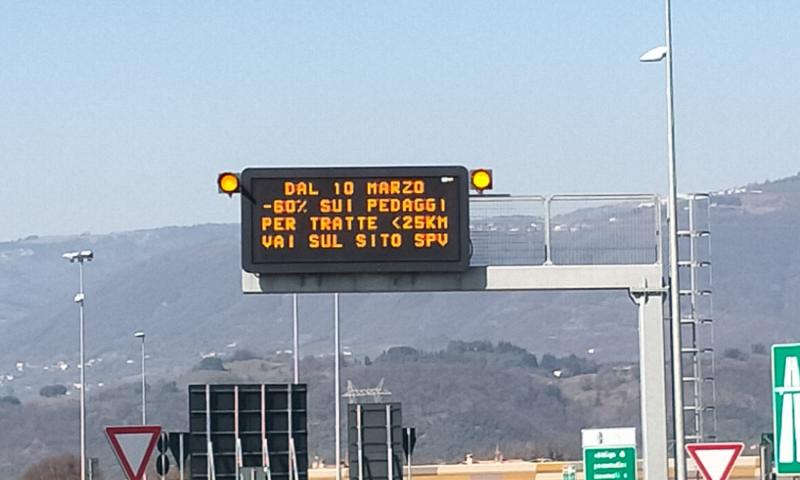 DAL 10 MARZO
-60% SUI PEDAGGI
PER TRATTE <25KM
VAI SUL SITO SPV